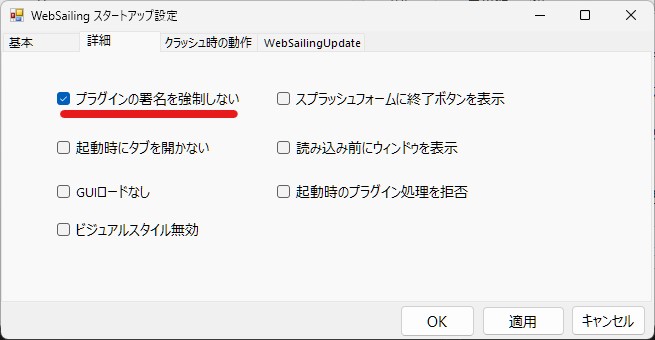 WebSailing スタートアップ設定
基本 詳細 クラッシュ時の動作 WebSailingUpdate
プラグインの署名を強制しない スプラッシュフォームに終了ボタンを表示
起動時にタブを開かない 読み込み前にウィンドゥを表示
GUIロードなし 起動時のプラグイン処理を拒否
ビジュアルスタイル無効
OK 適用 キャンセル